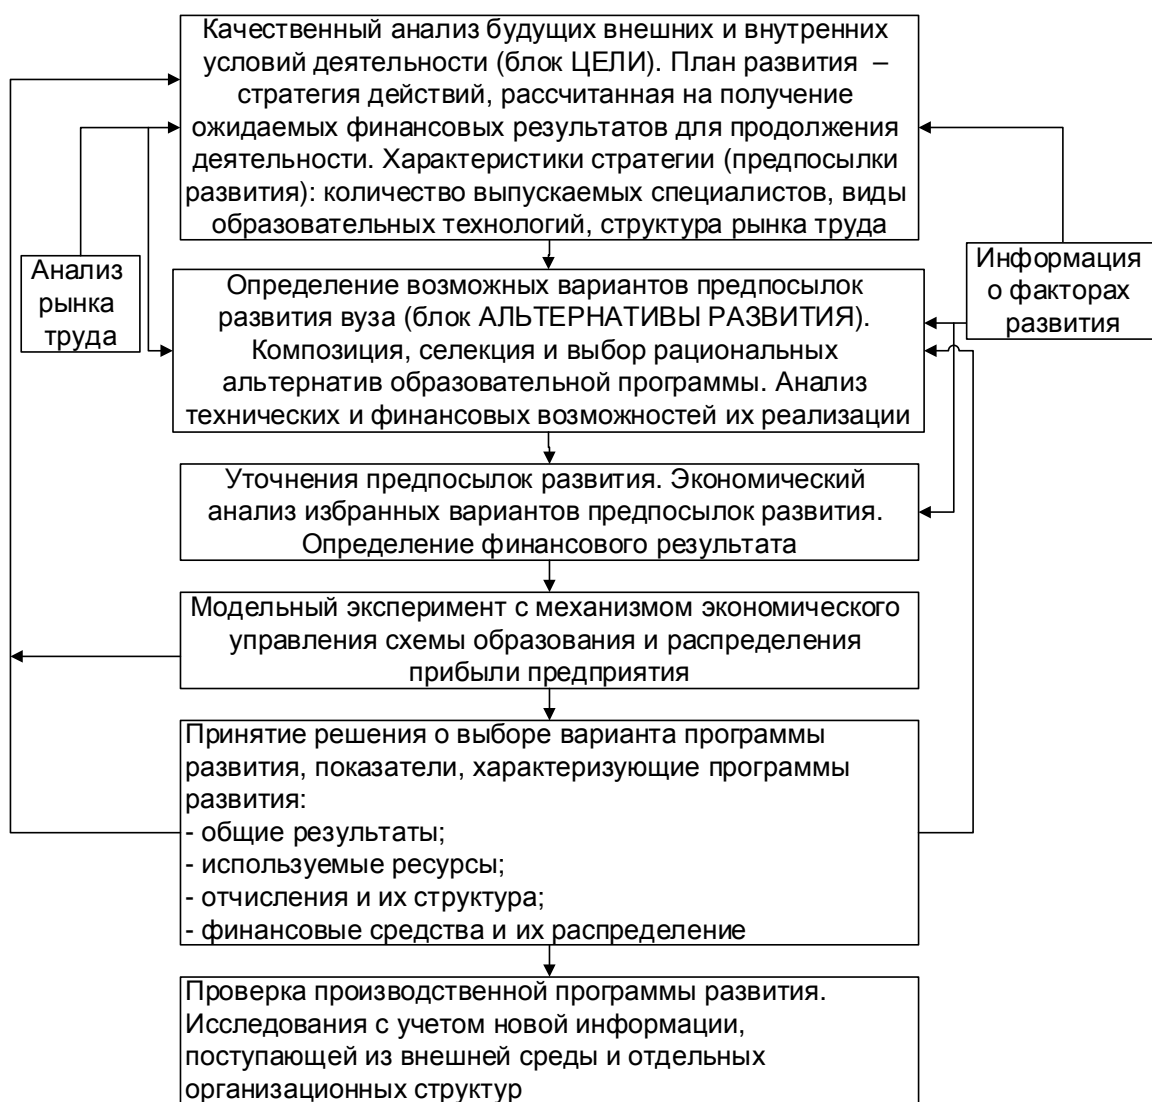 Качественный анализ будущих внешних и внутренних
условий деятельности (блок ЦЕЛИ). План развития –
стратегия действий, рассчитанная на получение
ожидаемых финансовых результатов для продолжения
деятельности. Характеристики стратегии (предпосылки
развития): количество выпускаемых специалистов, виды
образовательных технологий, структура рынка труда
Анализ
рынка
труда
Информация
о факторах
развития
Определение возможных вариантов предпосылок
развития вуза (блок АЛЬТЕРНАТИВЫ РАЗВИТИЯ).
Композиция, селекция и выбор рациональных
альтернатив образовательной программы. Анализ
технических и финансовых возможностей их реализации
Уточнения предпосылок развития. Экономический
анализ избранных вариантов предпосылок развития.
Определение финансового результата
Модельный эксперимент с механизмом экономического
управления схемы образования и распределения
прибыли предприятия
Принятие решения о выборе варианта программы
развития, показатели, характеризующие программы
развития:
- общие результаты;
- используемые ресурсы;
- отчисления и их структура;
- финансовые средства и их распределение
Проверка производственной программы развития.
Исследования с учетом новой информации,
поступающей из внешней среды и отдельных
организационных структур